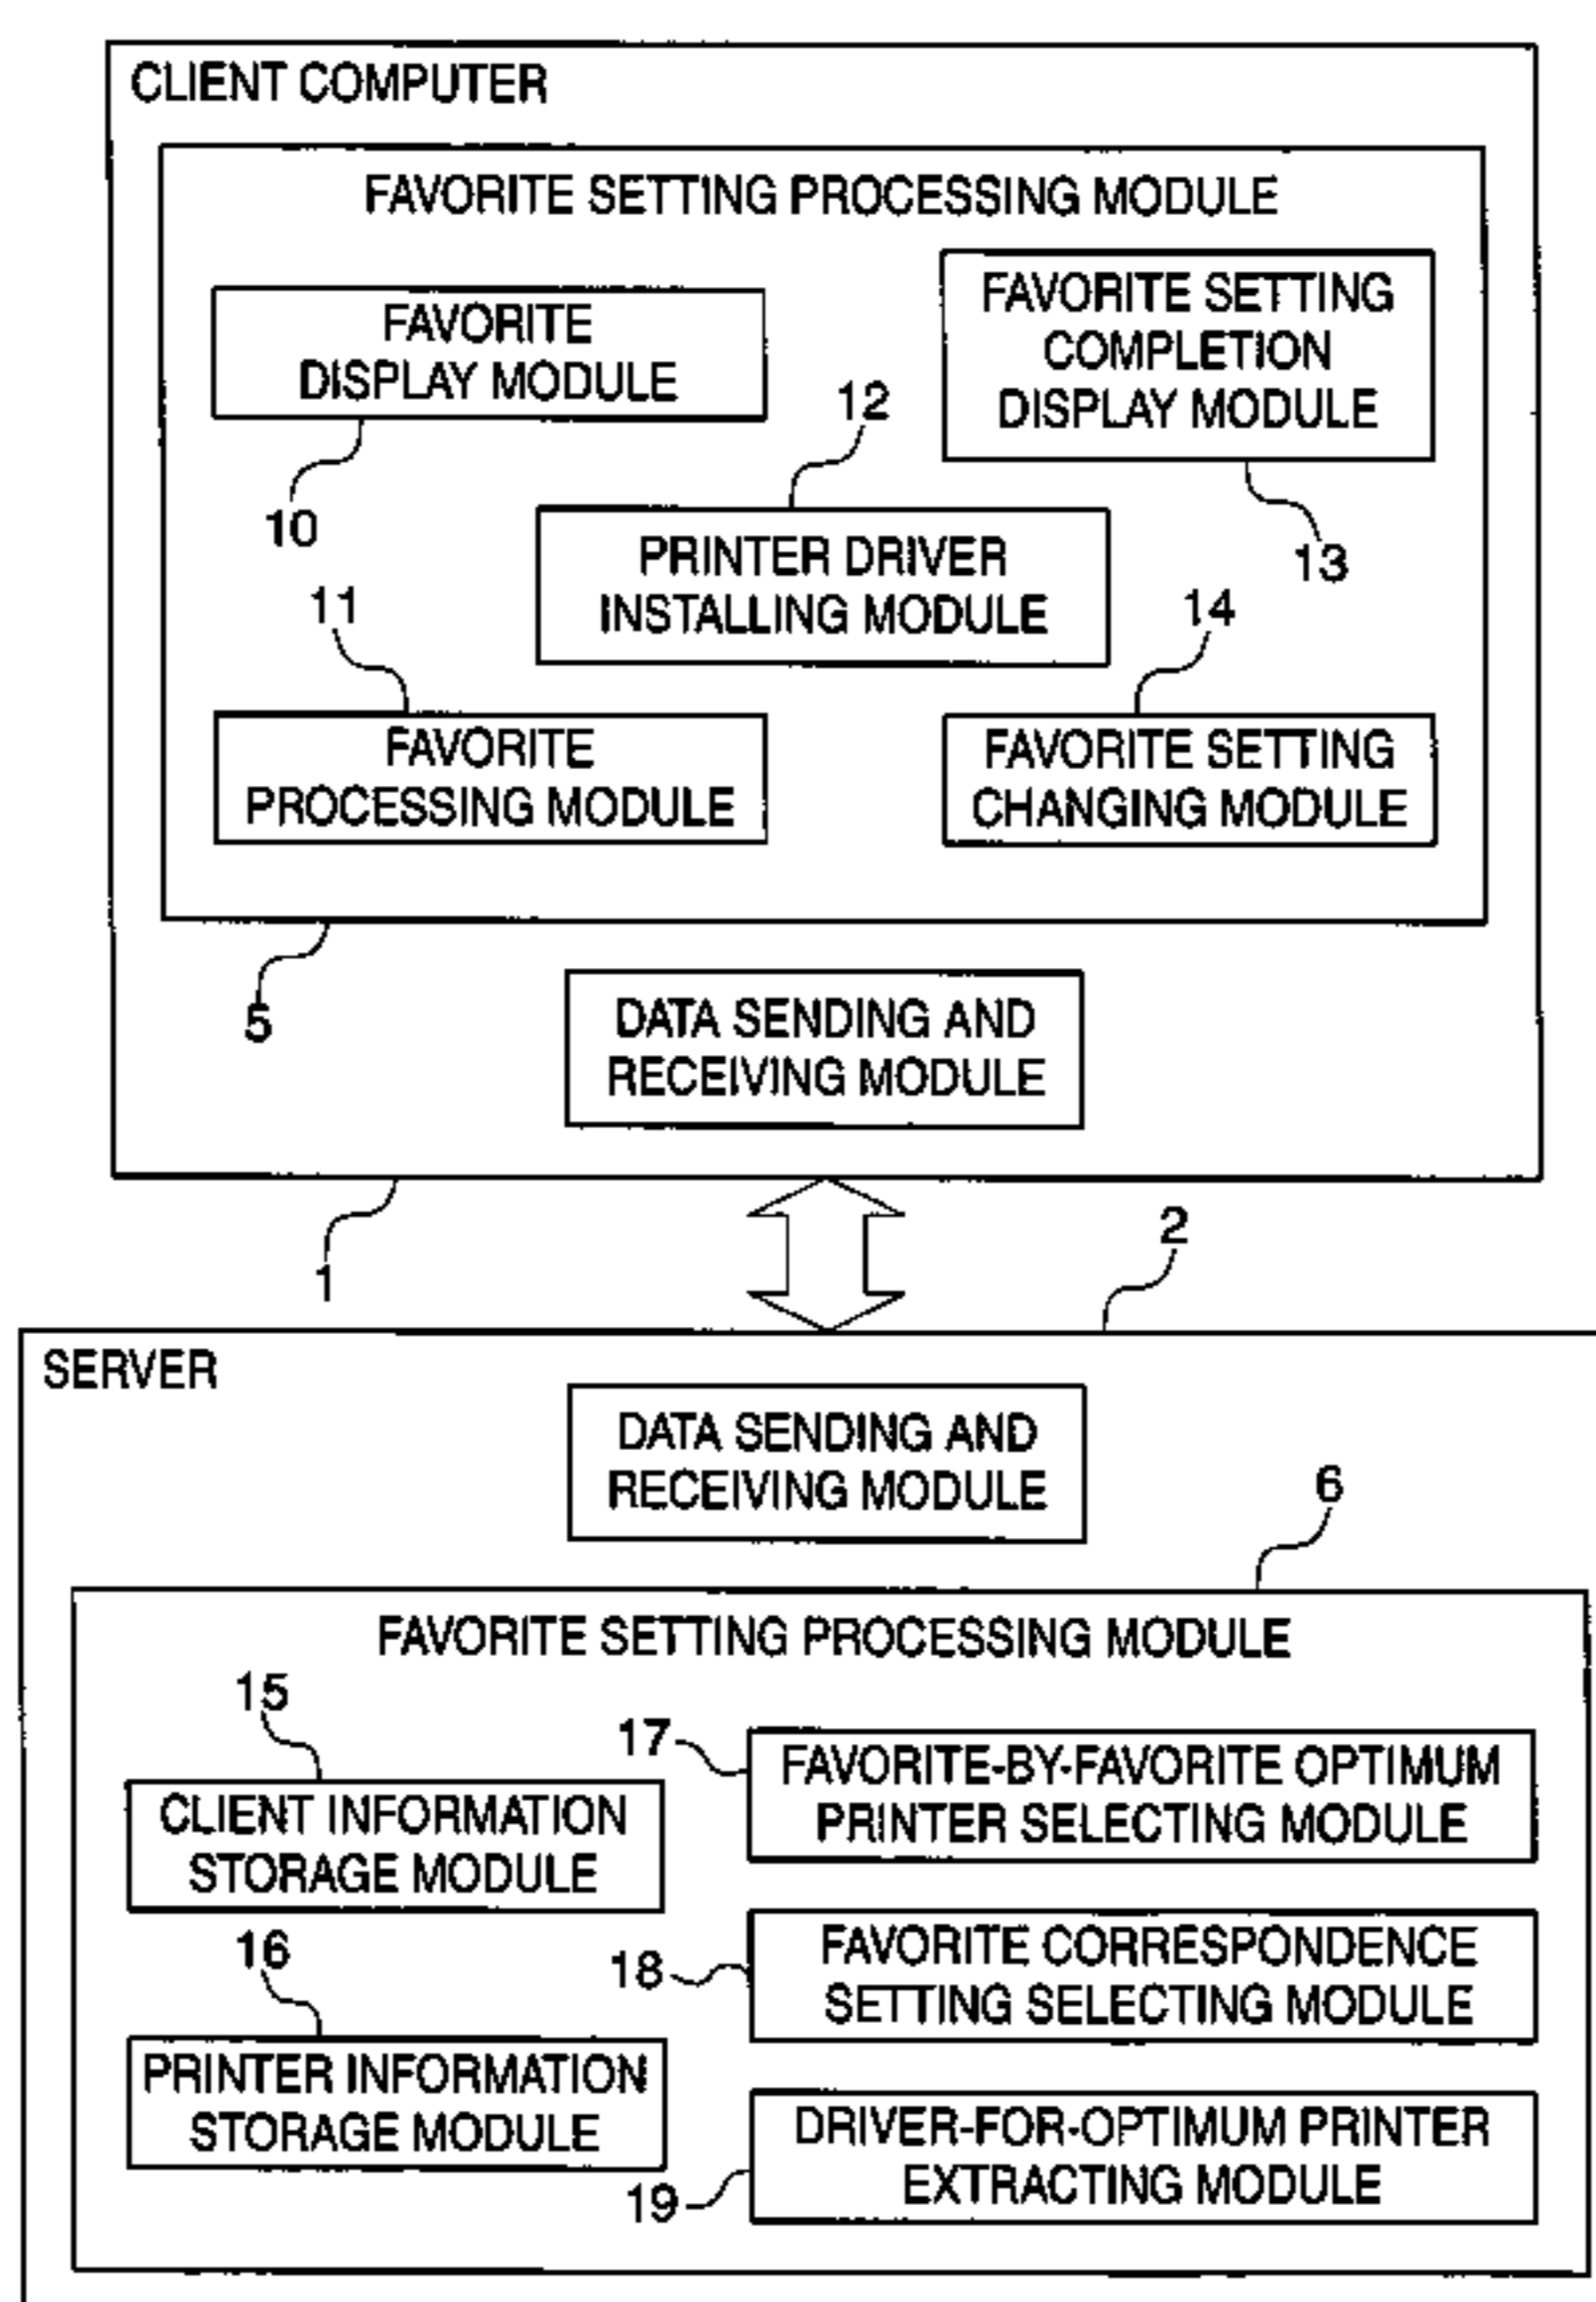 CLIENT COMPUTER
FAVORITE SETTING PROCESSING MODULE
FAVORITE
DISPLAY MODULE
10
FAVORITE SETTING
COMPLETION
DISPLAY MODULE
13
12
PRINTER DRIVER
INSTALLING MODULE
11
FAVORITE
PROCESSING MODULE
14
FAVORITE SETTING
CHANGING MODULE
5
DATA SENDING AND
RECEIVING MODULE
1
2
SERVER
DATA SENDING AND
RECEIVING MODULE
6
FAVORITE SETTING PROCESSING MODULE
15
CLIENT INFORMATION
STORAGE MODULE
16
PRINTER INFORMATION
STORAGE MODULE
17
FAVORITE-BY-FAVORITE OPTIMUM
PRINTER SELECTING MODULE
18
FAVORITE CORRESPONDENCE
SETTING SELECTING MODULE
19
DRIVER-FOR-OPTIMUM PRINTER
EXTRACTING MODULE